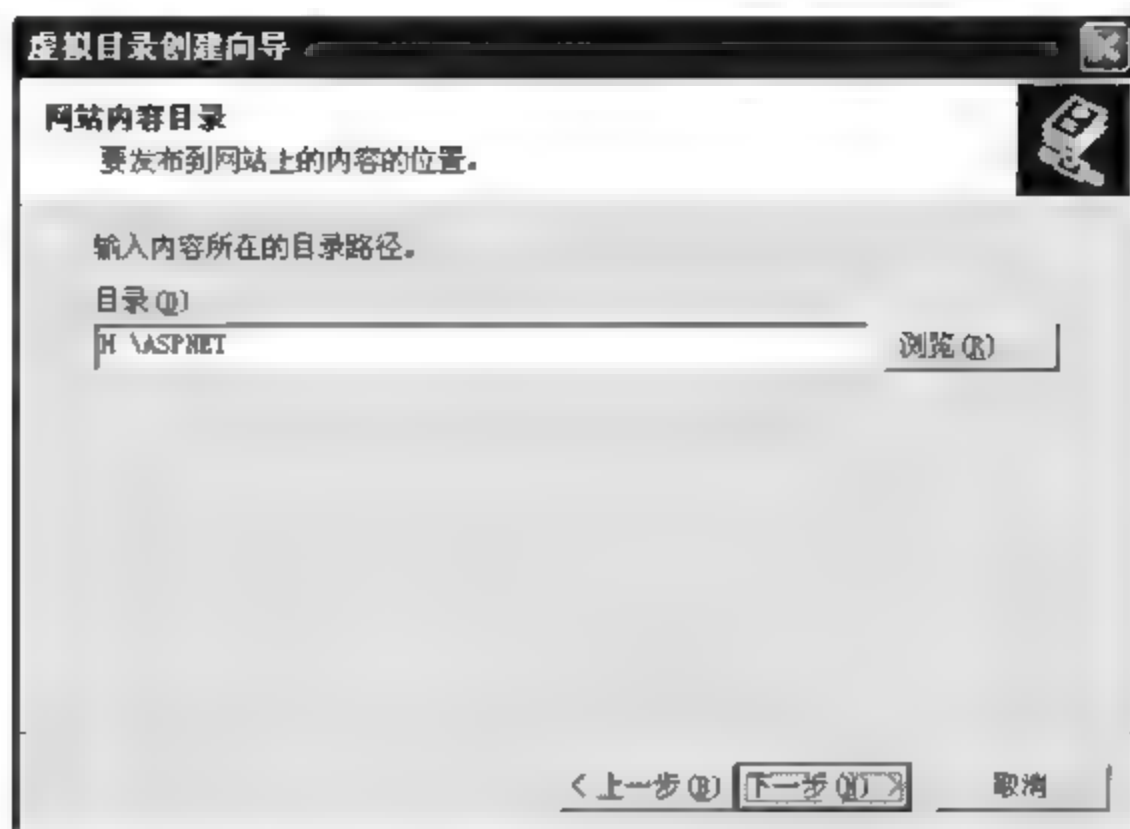 虚拟目录创建向导
网站内容目录
要发布到网站上的内容的位置。
输入内容所在的目录路径。
目录(D)
H \ASPNET
浏览(R)
< 上一步(B)
下一步(N) >
取消